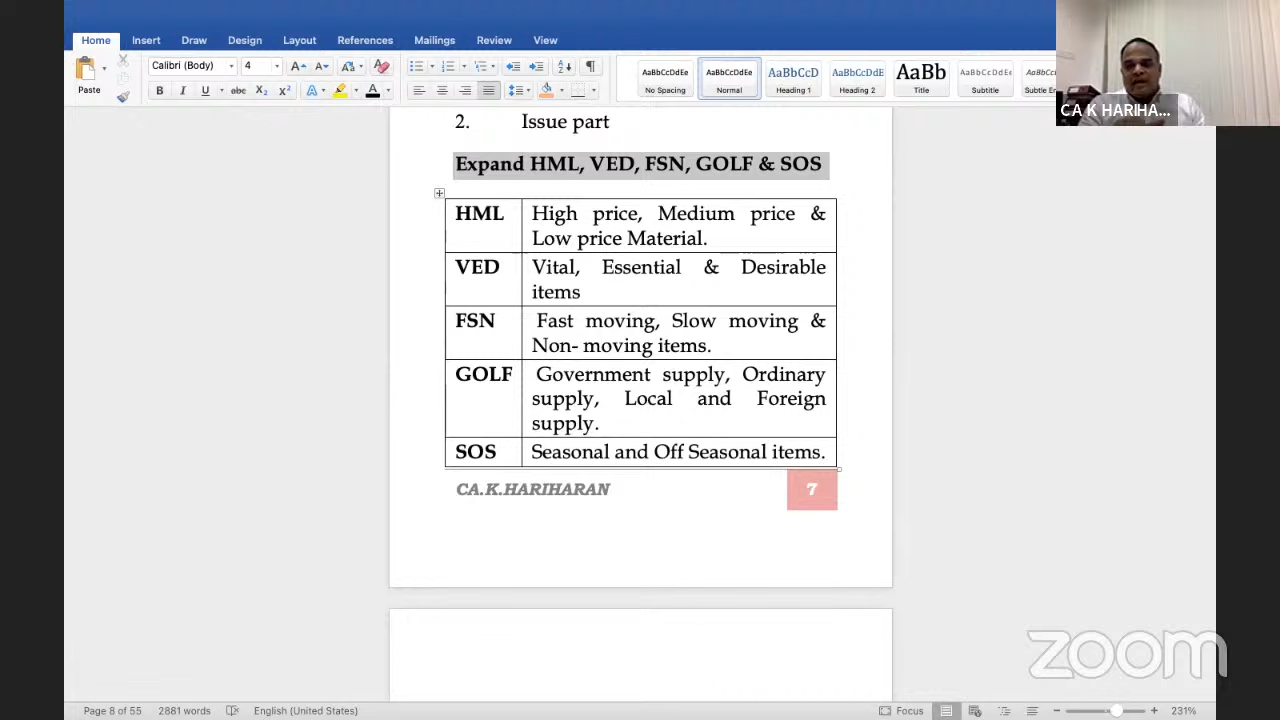 Home Insert Draw Design Layout References Mailings Review View
Paste
Calibri (Body) 4
AaBbCcDdEe AaBbCcDdEe AaBbCcD AaBbCcDdE AaBb AaBbCcDdEe
No Spacing Normal Heading 1 Heading 2 Title Subtitle Subtle
C A K HARIHA...
2. Issue part
Expand HML, VED, FSN, GOLF & SOS
HML High price, Medium price &
Low price Material.
VED Vital, Essential & Desirable
items
FSN Fast moving, Slow moving &
Non- moving items.
GOLF Government supply, Ordinary
supply, Local and Foreign
supply.
SOS Seasonal and Off Seasonal items.
CA.K.HARIHARAN 7
zoom
Page 8 of 55 2881 words English (United States) Focus 231%